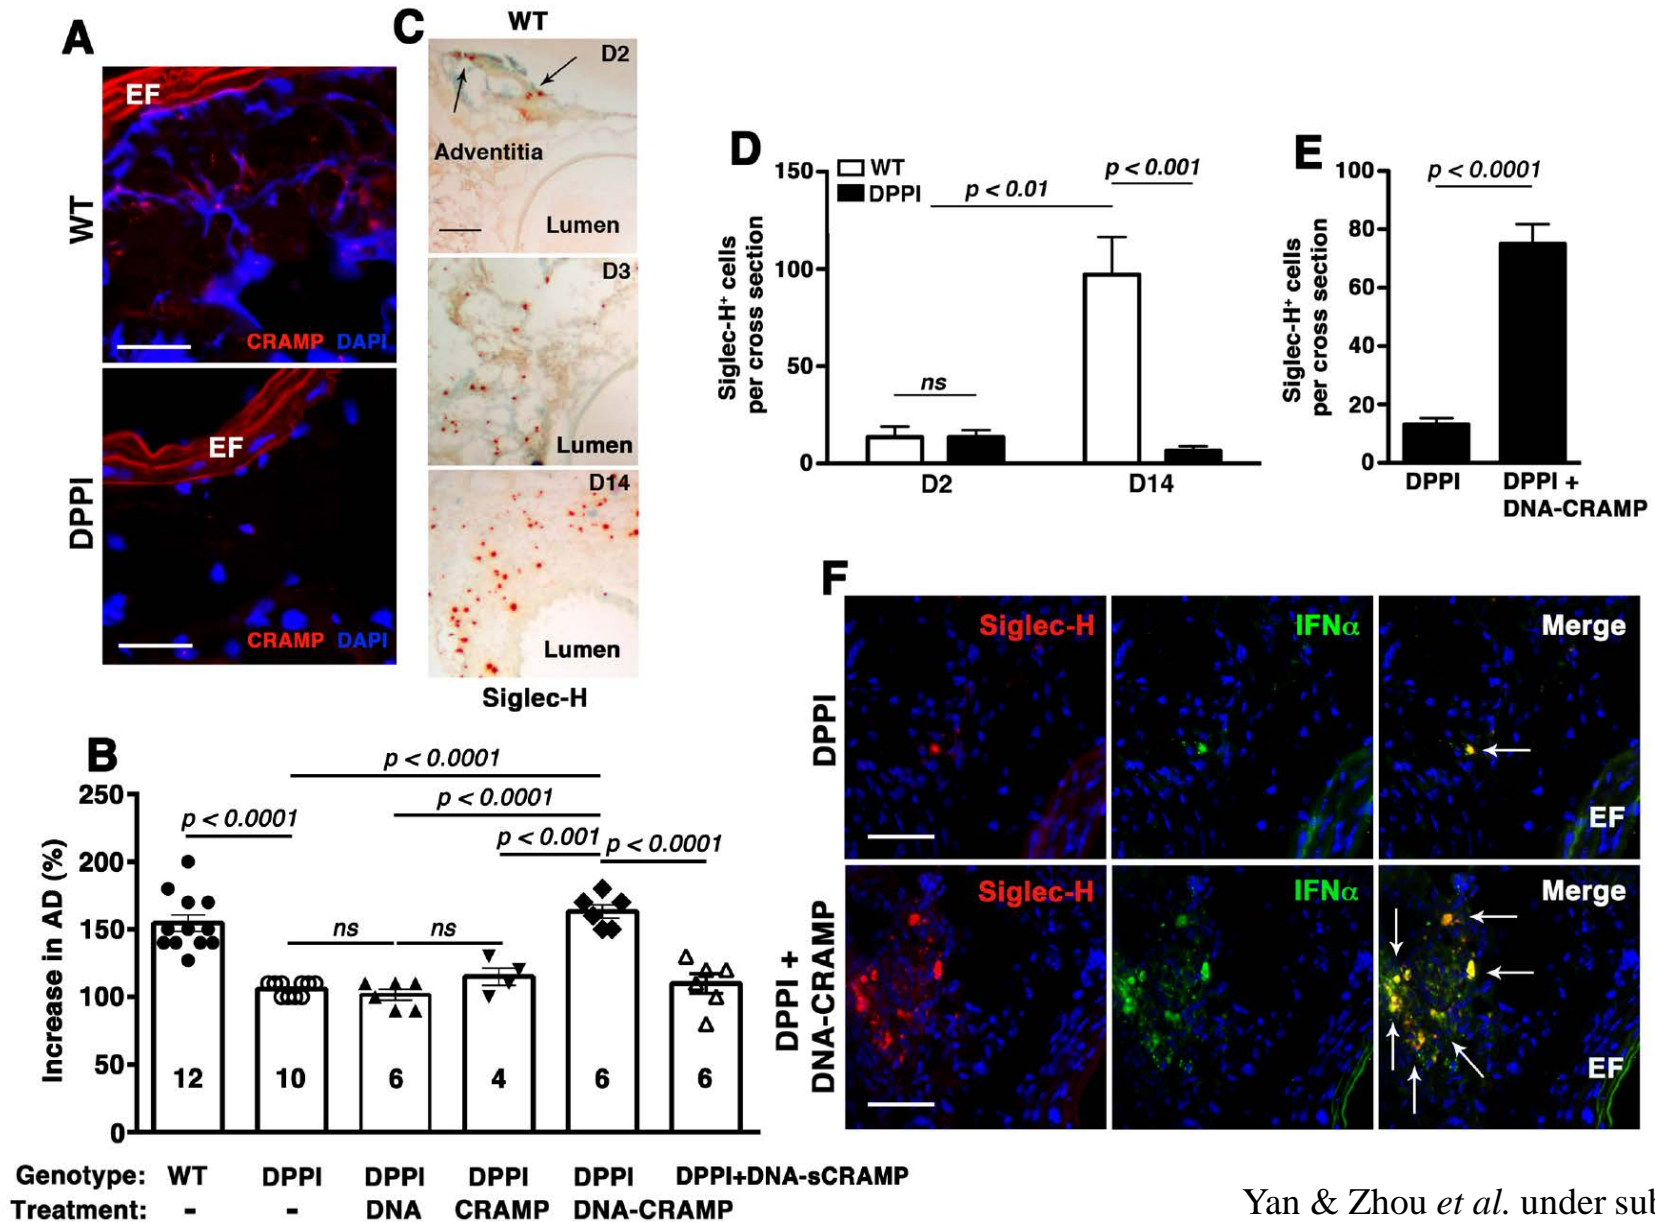 A
EF
WT
CRAMP DAPI
EF
DPPI
CRAMP DAPI
C
WT
D2
Adventitia
Lumen
D3
Lumen
D14
Lumen
Siglec-H
D
WT
DPPI
p < 0.01
p < 0.001
ns
150
100
50
0
Siglec-H+ cells
per cross section
D2
D14
E
p < 0.0001
100
80
60
40
20
0
Siglec-H+ cells
per cross section
DPPI
DPPI +
DNA-CRAMP
B
p < 0.0001
p < 0.0001
p < 0.0001
p < 0.001
p < 0.0001
ns
ns
250
200
150
100
50
0
Increase in AD (%)
12 10 6 4 6 6
Genotype: WT DPPI DPPI DPPI DPPI DPPI+DNA-sCRAMP
Treatment: - - DNA CRAMP DNA-CRAMP
F
DPPI
Siglec-H
IFNα
Merge
EF
DPPI +
DNA-CRAMP
Siglec-H
IFNα
Merge
EF
Yan & Zhou et al. under sub